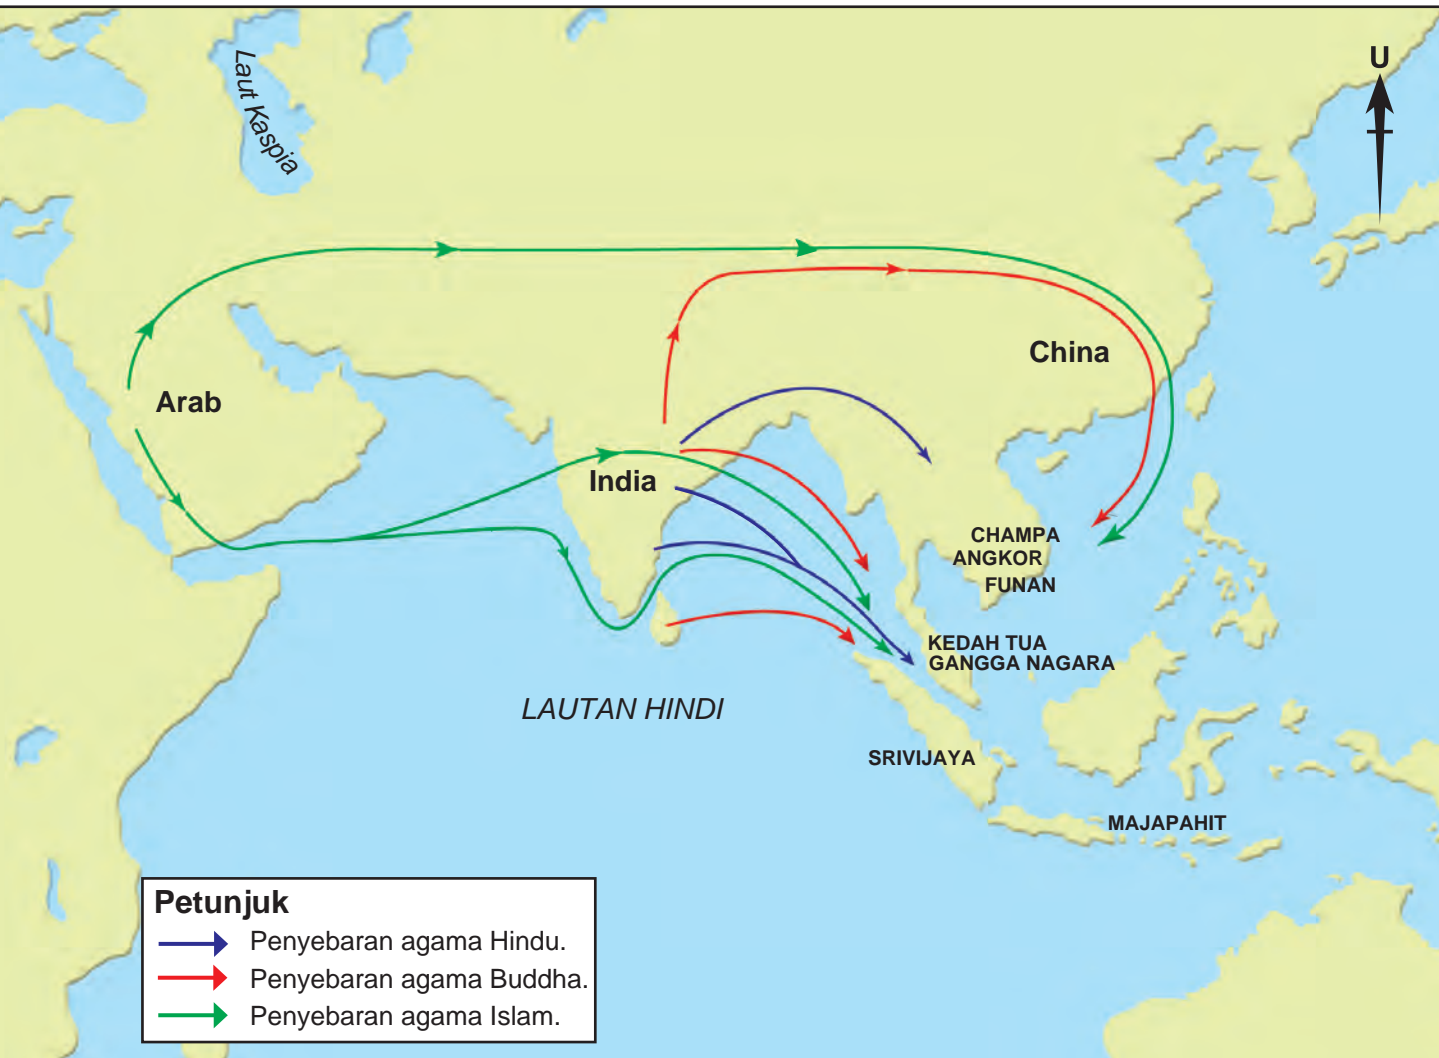 U
Laut Kaspia
China
Arab
India
CHAMPA
ANGKOR
FUNAN
KEDAH TUA
GANGGA NAGARA
LAUTAN HINDI
SRIVIJAYA
MAJAPAHIT
Petunjuk
Penyebaran agama Hindu.
Penyebaran agama Buddha.
Penyebaran agama Islam.